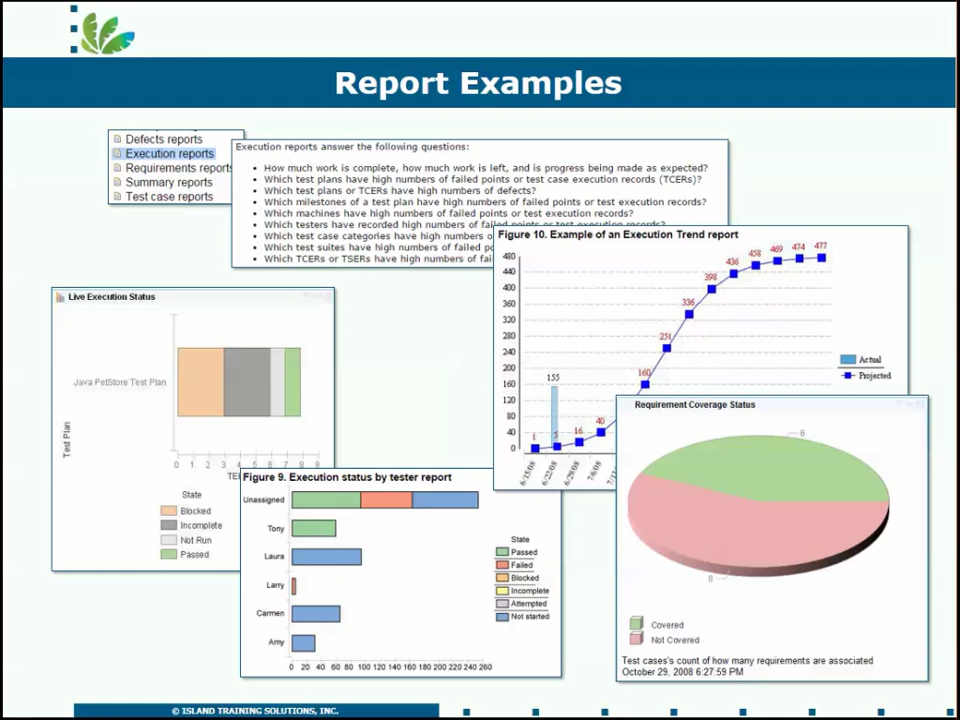 Report Examples
Defects reports
Execution reports
Requirements reports
Summary reports
Test case reports
Execution reports answer the following questions:
• How much work is complete, how much work is left, and is progress being made as expected?
• Which test plans have high numbers of failed points or test case execution records (TCERs)?
• Which test plans or TCERs have high numbers of defects?
• Which milestones of a test plan have high numbers of failed points or test execution records?
• Which machines have high numbers of failed points or test execution records?
• Which testers have recorded high numbers of failed points or test execution records?
• Which test case categories have high numbers o
• Which test suites have high numbers of failed po
• Which TCERs or TSERs have high numbers of fai
Figure 10. Example of an Execution Trend report
480
440
400
360
320
280
240
200
160
120
80
40
0
1
155
5
16
40
160
251
336
398
436
458
469
474
477
6/15/08
6/22/08
6/29/08
7/6/08
Actual
Projected
Live Execution Status
Java PetStore Test Plan
Test Plan
0 1 2 3 4 5 6 7 8 9
State
Blocked
Incomplete
Not Run
Passed
Figure 9. Execution status by tester report
Unassigned
Tony
Laura
Larry
Carmen
Amy
0 20 40 60 80 100 120 140 160 180 200 220 240 260
State
Passed
Failed
Blocked
Incomplete
Attempted
Not started
Requirement Coverage Status
6
8
Covered
Not Covered
Test cases's count of how many requirements are associated
October 29, 2008 6:27:59 PM
© ISLAND TRAINING SOLUTIONS, INC.